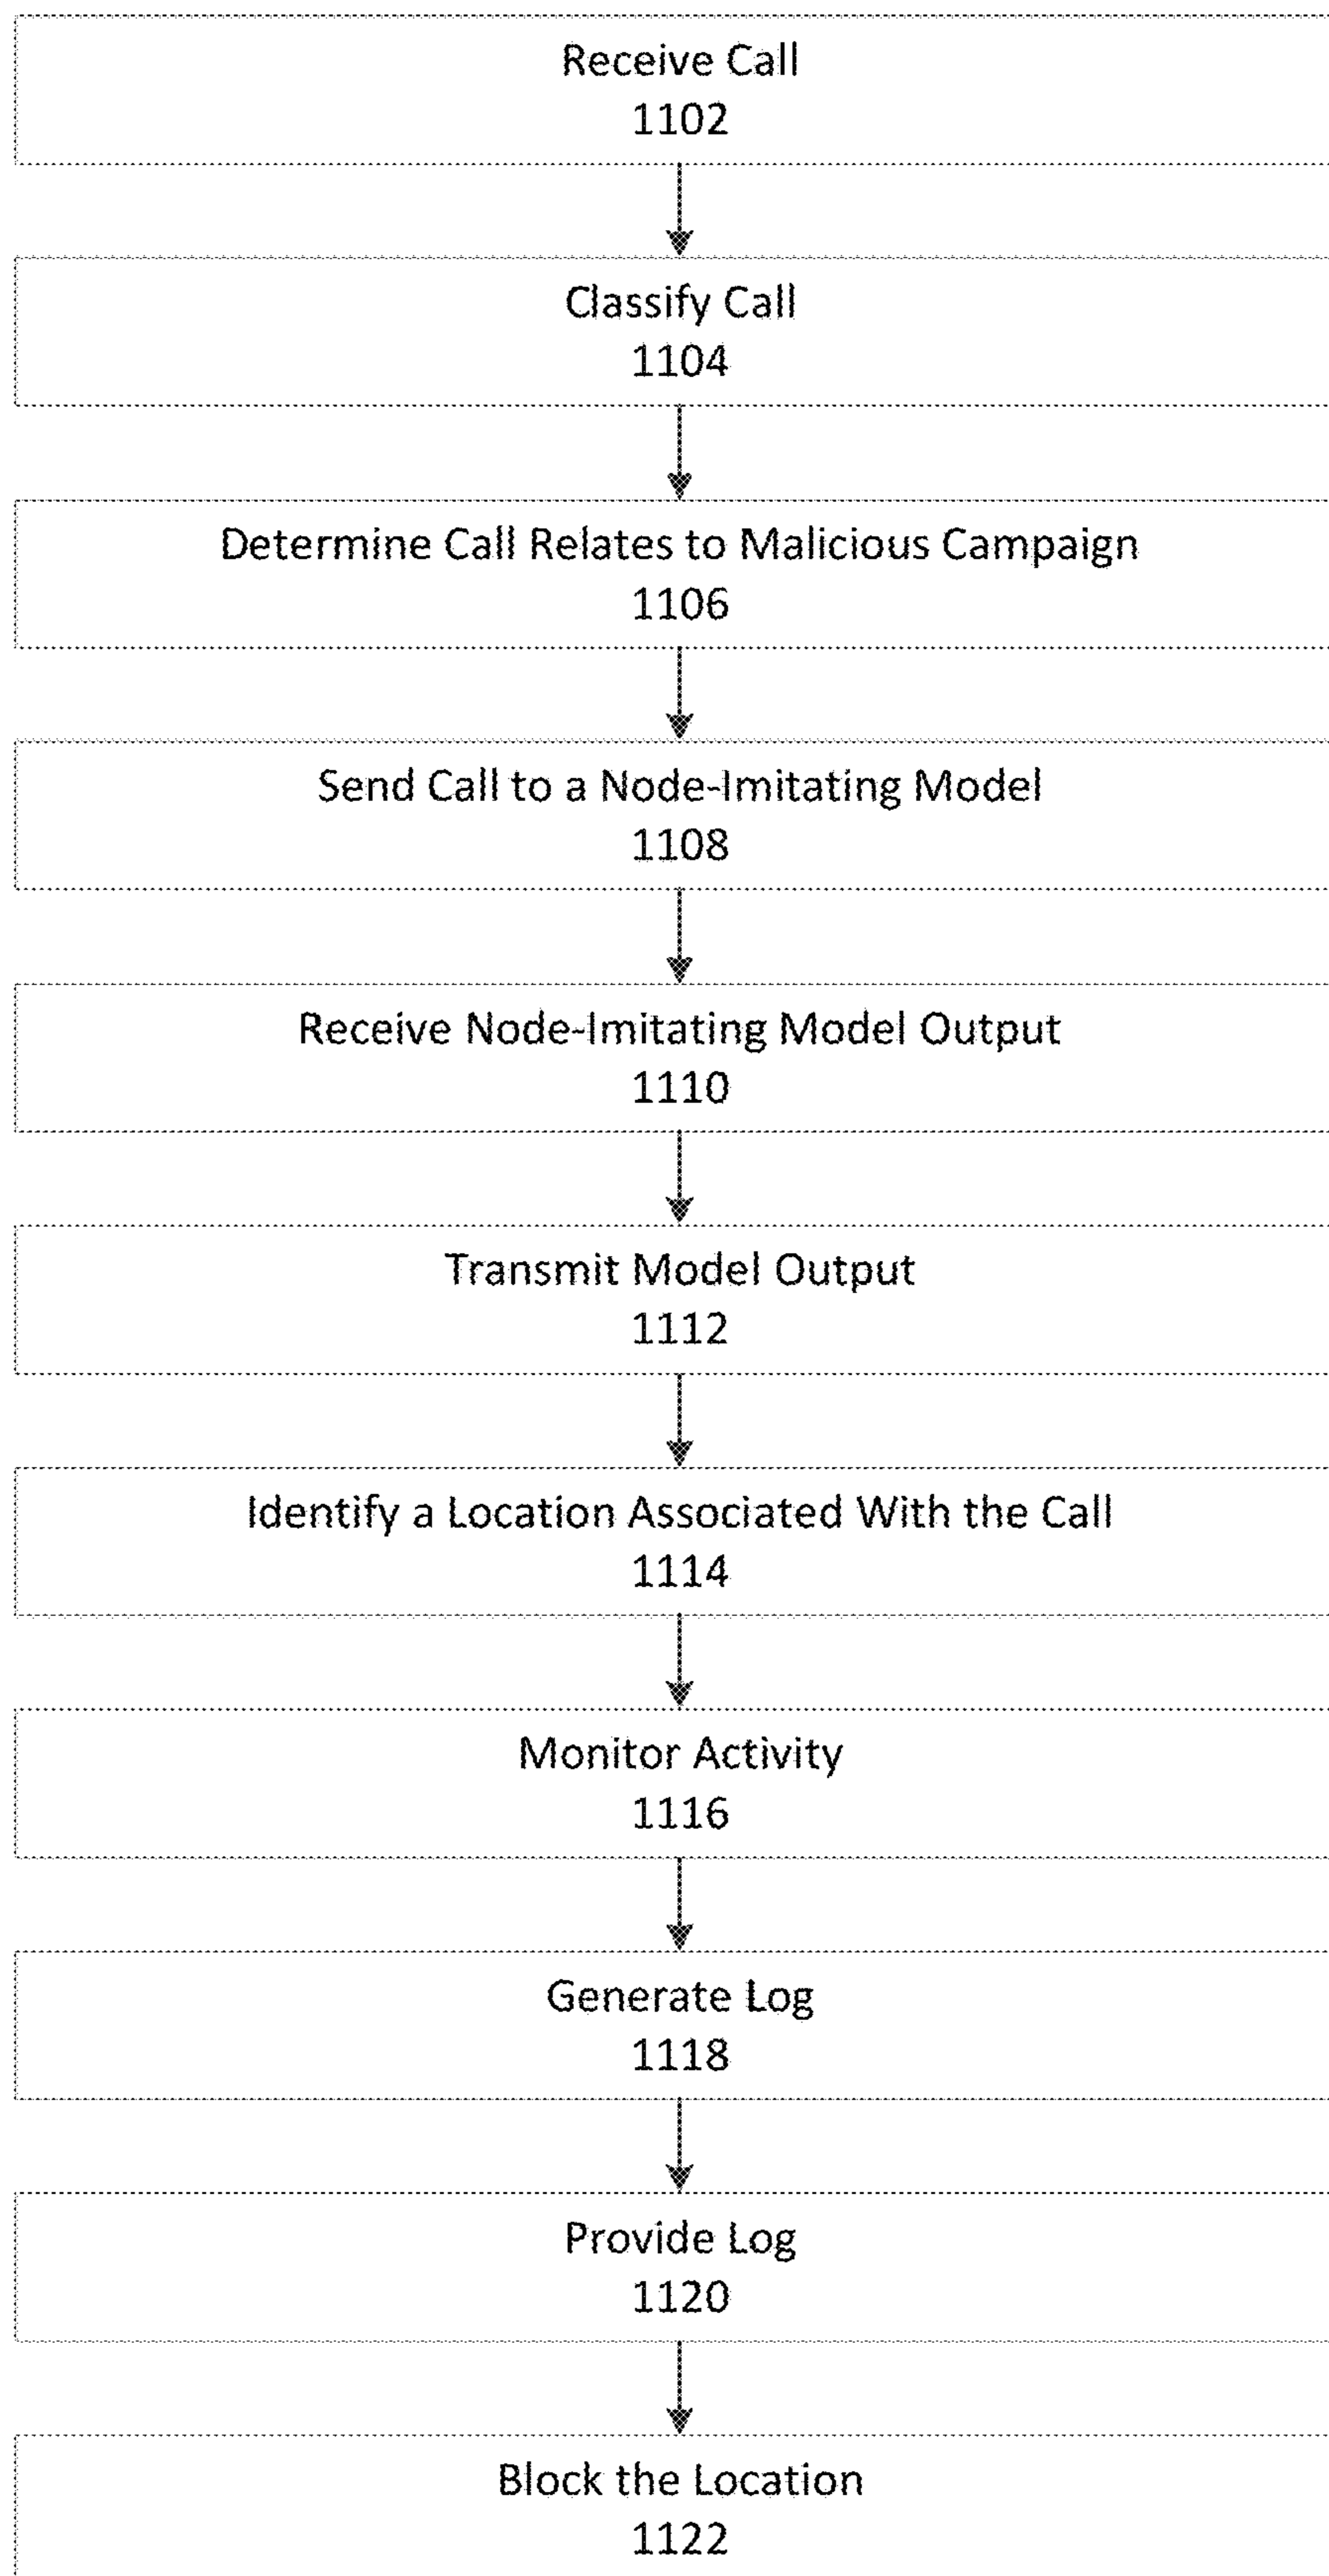 Receive Call
1102
Classify Call
1104
Determine Call Relates to Malicious Campaign
1106
Send Call to a Node-Imitating Model
1108
Receive Node-Imitating Model Output
1110
Transmit Model Output
1112
Identify a Location Associated With the Call
1114
Monitor Activity
1116
Generate Log
1118
Provide Log
1120
Block the Location
1122